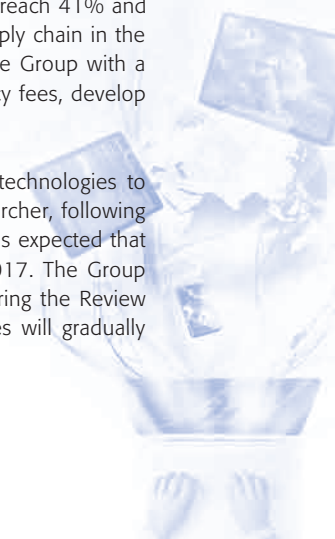 reach 41% and
ply chain in the
e Group with a
y fees, develop
technologies to
rcher, following
s expected that
017. The Group
ring the Review
es will gradually